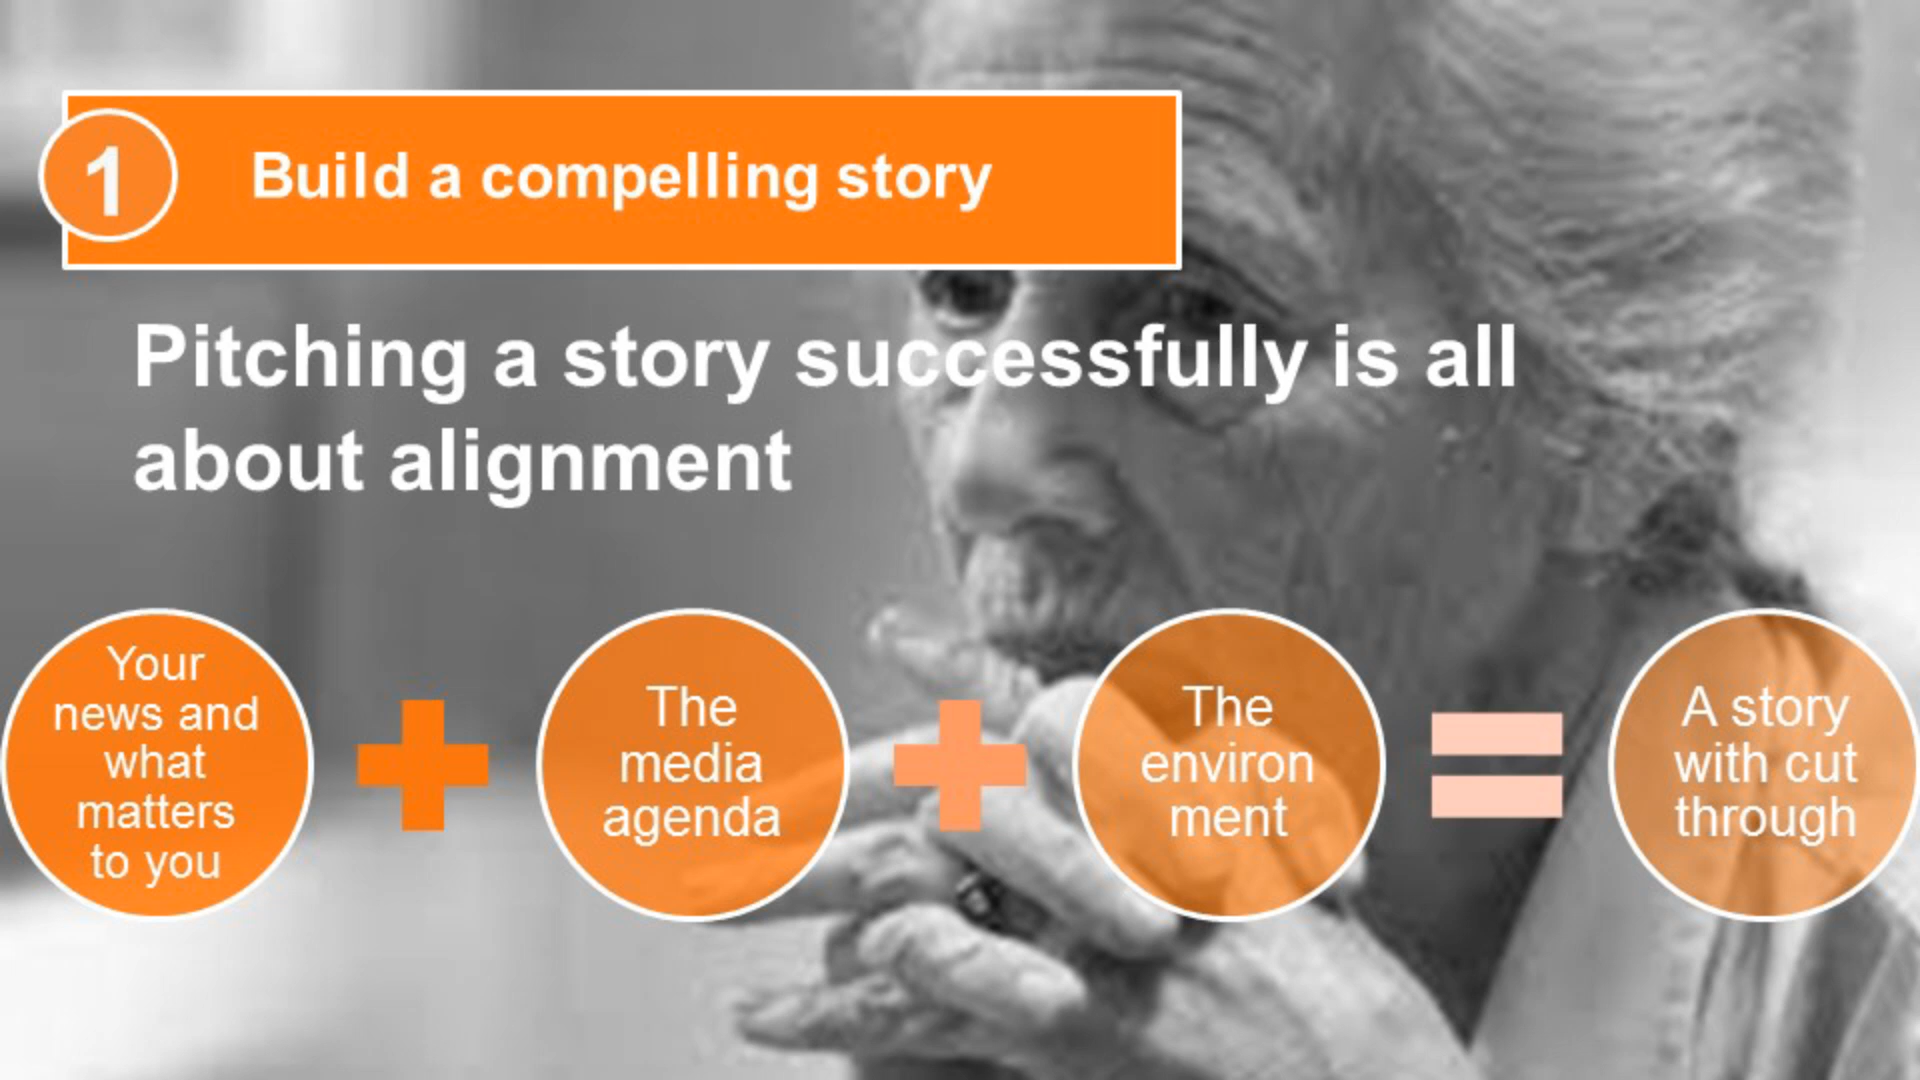 1
Build a compelling story
Pitching a story successfully is all
about alignment
Your
news and
what
matters
to you
The
media
agenda
The
environ
ment
A story
with cut
through